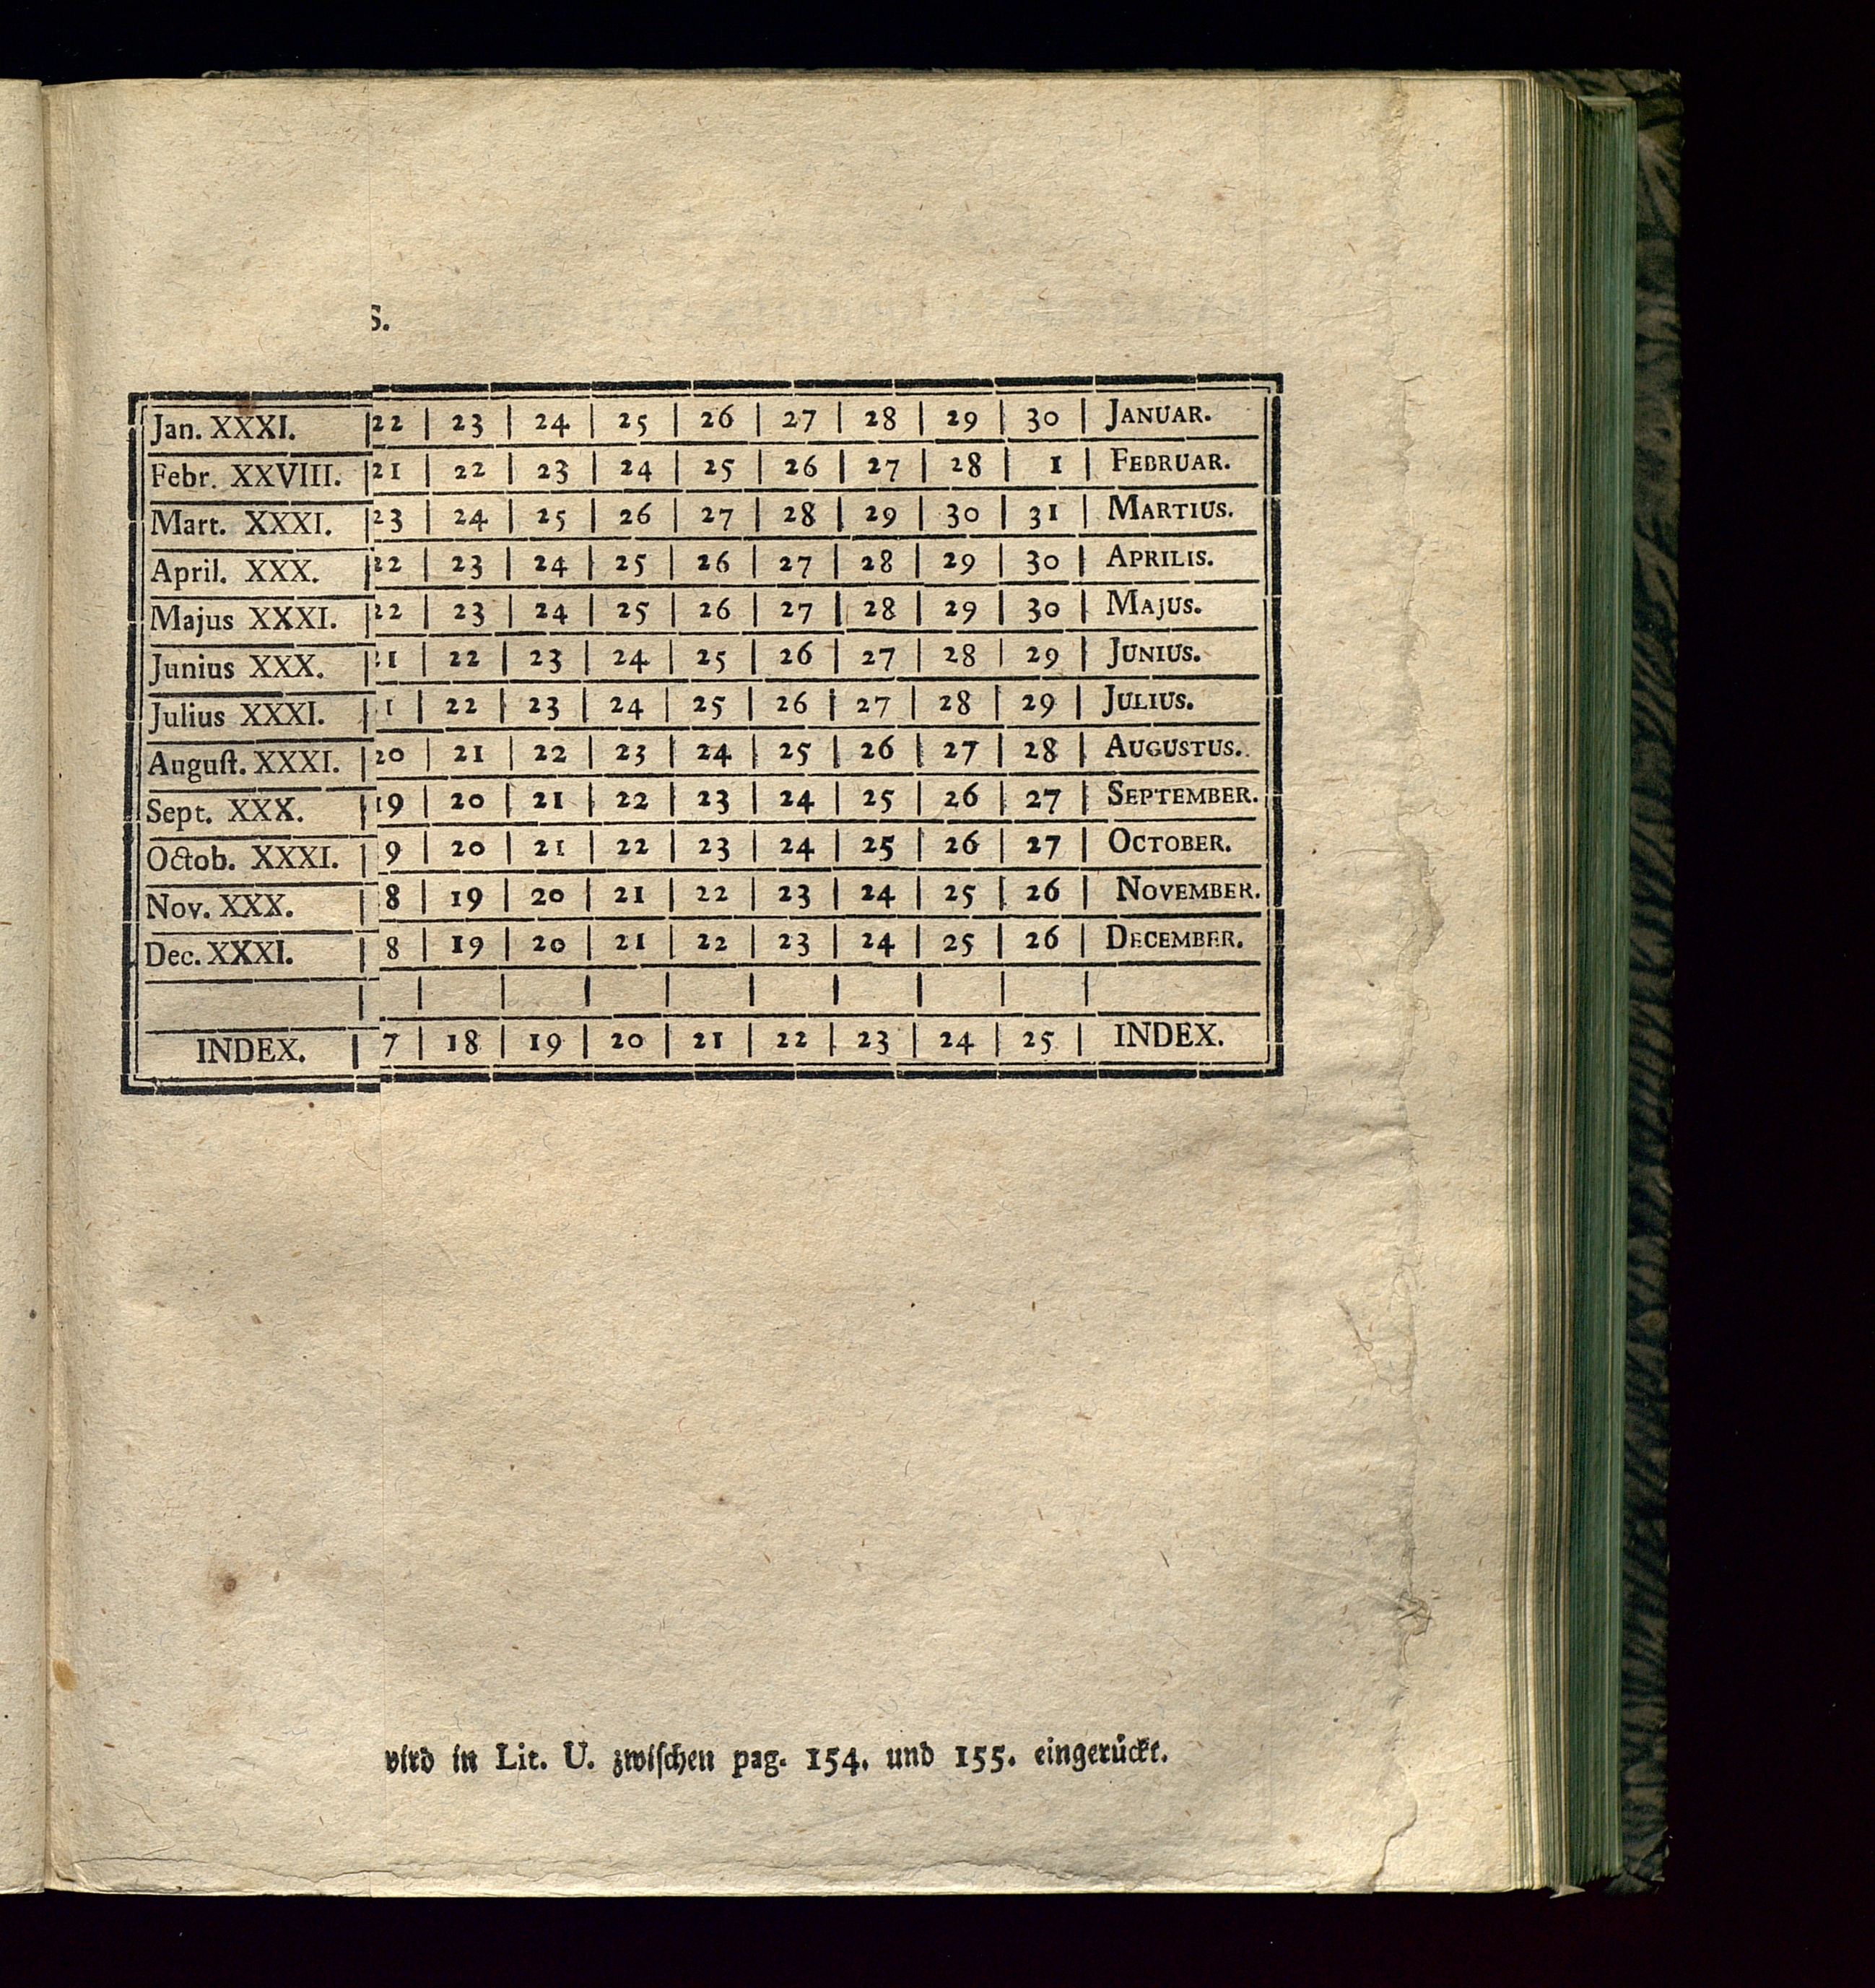 S.
Jan. XXXI. | 22 | 23 | 24 | 25 | 26 | 27 | 28 | 29 | 30 | JANUAR.
Febr. XXVIII. | 21 | 22 | 23 | 24 | 25 | 26 | 27 | 28 | 1 | FEBRUAR.
Mart. XXXI. | 23 | 24 | 25 | 26 | 27 | 28 | 29 | 30 | 31 | MARTIUS.
April. XXX. | 22 | 23 | 24 | 25 | 26 | 27 | 28 | 29 | 30 | APRILIS.
Majus XXXI. | 22 | 23 | 24 | 25 | 26 | 27 | 28 | 29 | 30 | MAJUS.
Junius XXX. | 21 | 22 | 23 | 24 | 25 | 26 | 27 | 28 | 29 | JUNIUS.
Julius XXXI. | 1 | 22 | 23 | 24 | 25 | 26 | 27 | 28 | 29 | JULIUS.
Auguſt. XXXI. | 20 | 21 | 22 | 23 | 24 | 25 | 26 | 27 | 28 | AUGUSTUS.
Sept. XXX. | 19 | 20 | 21 | 22 | 23 | 24 | 25 | 26 | 27 | SEPTEMBER.
Octob. XXXI. | 9 | 20 | 21 | 22 | 23 | 24 | 25 | 26 | 27 | OCTOBER.
Nov. XXX. | 8 | 19 | 20 | 21 | 22 | 23 | 24 | 25 | 26 | NOVEMBER.
Dec. XXXI. | 8 | 19 | 20 | 21 | 22 | 23 | 24 | 25 | 26 | DECEMBER.
INDEX. | 7 | 18 | 19 | 20 | 21 | 22 | 23 | 24 | 25 | INDEX.
wird in Lit. U. zwiſchen pag. 154. und 155. eingerückt.